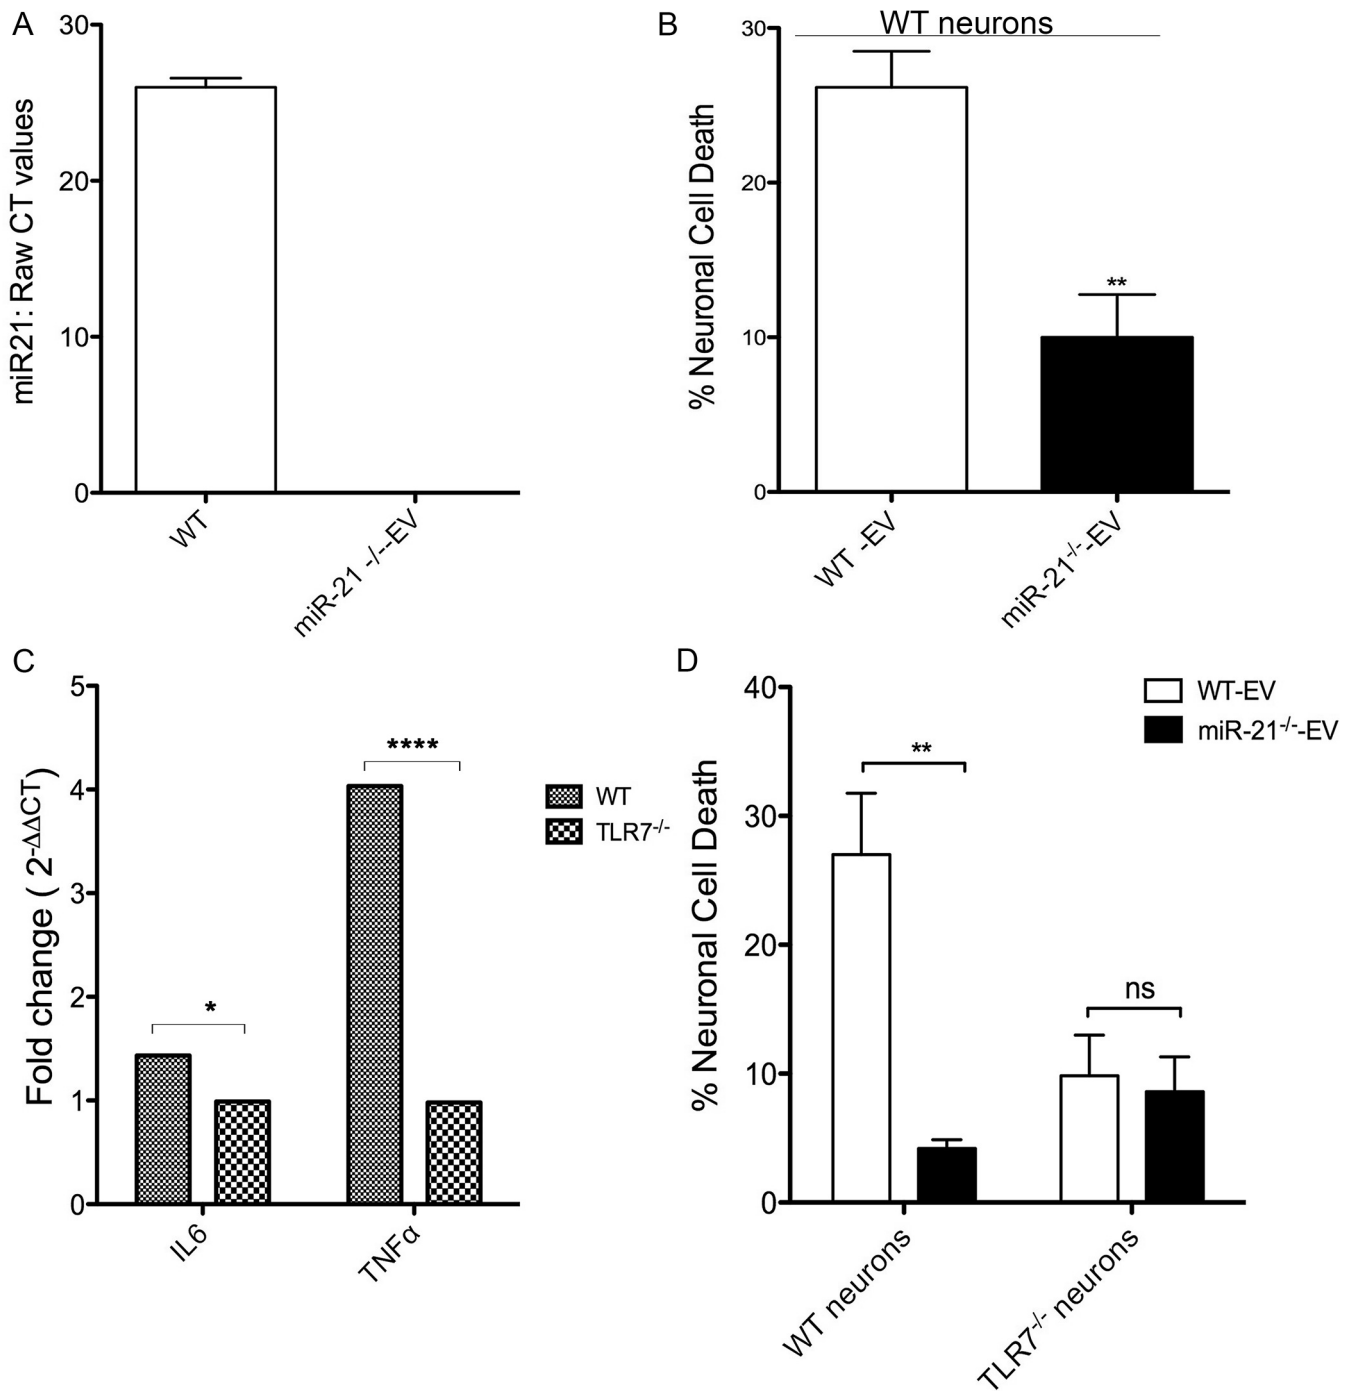 A
miR21: Raw CT values
30
20
10
0
WT
miR-21 -/--EV
B
WT neurons
% Neuronal Cell Death
30
20
10
0
**
WT -EV
miR-21-/--EV
C
Fold change ( 2-ΔΔCT)
5
4
3
2
1
0
*
****
IL6
TNFα
WT
TLR7-/-
D
% Neuronal Cell Death
40
30
20
10
0
**
ns
WT neurons
TLR7-/- neurons
WT-EV
miR-21-/--EV